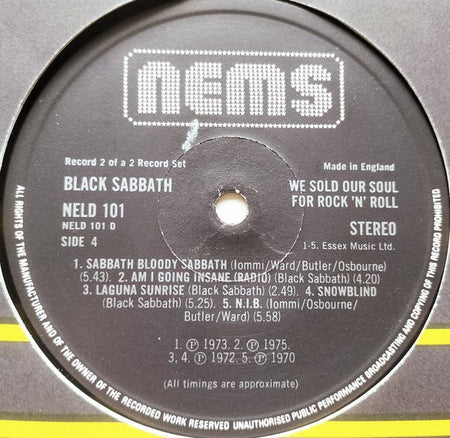 nems
Record 2 of a 2 Record Set
Made in England
BLACK SABBATH
WE SOLD OUR SOUL
FOR ROCK 'N' ROLL
NELD 101
NELD 101 D
STEREO
SIDE 4
1-5. Essex Music Ltd.
1. SABBATH BLOODY SABBATH (Iommi/Ward/Butler/Osbourne)
(5.43). 2. AM I GOING INSANE (RADIO) (Black Sabbath) (4.20)
3. LAGUNA SUNRISE (Black Sabbath) (2.49). 4. SNOWBLIND
(Black Sabbath) (5.25). 5. N.I.B. (Iommi/Osbourne/
Butler/Ward) (5.58)
1. ℗ 1973. 2. ℗ 1975.
3, 4. ℗ 1972. 5. ℗ 1970
(All timings are approximate)
ALL RIGHTS OF THE MANUFACTURER AND OF THE OWNER OF THE RECORDED WORK RESERVED UNAUTHORISED PUBLIC PERFORMANCE BROADCASTING AND COPYING OF THIS RECORD PROHIBITED